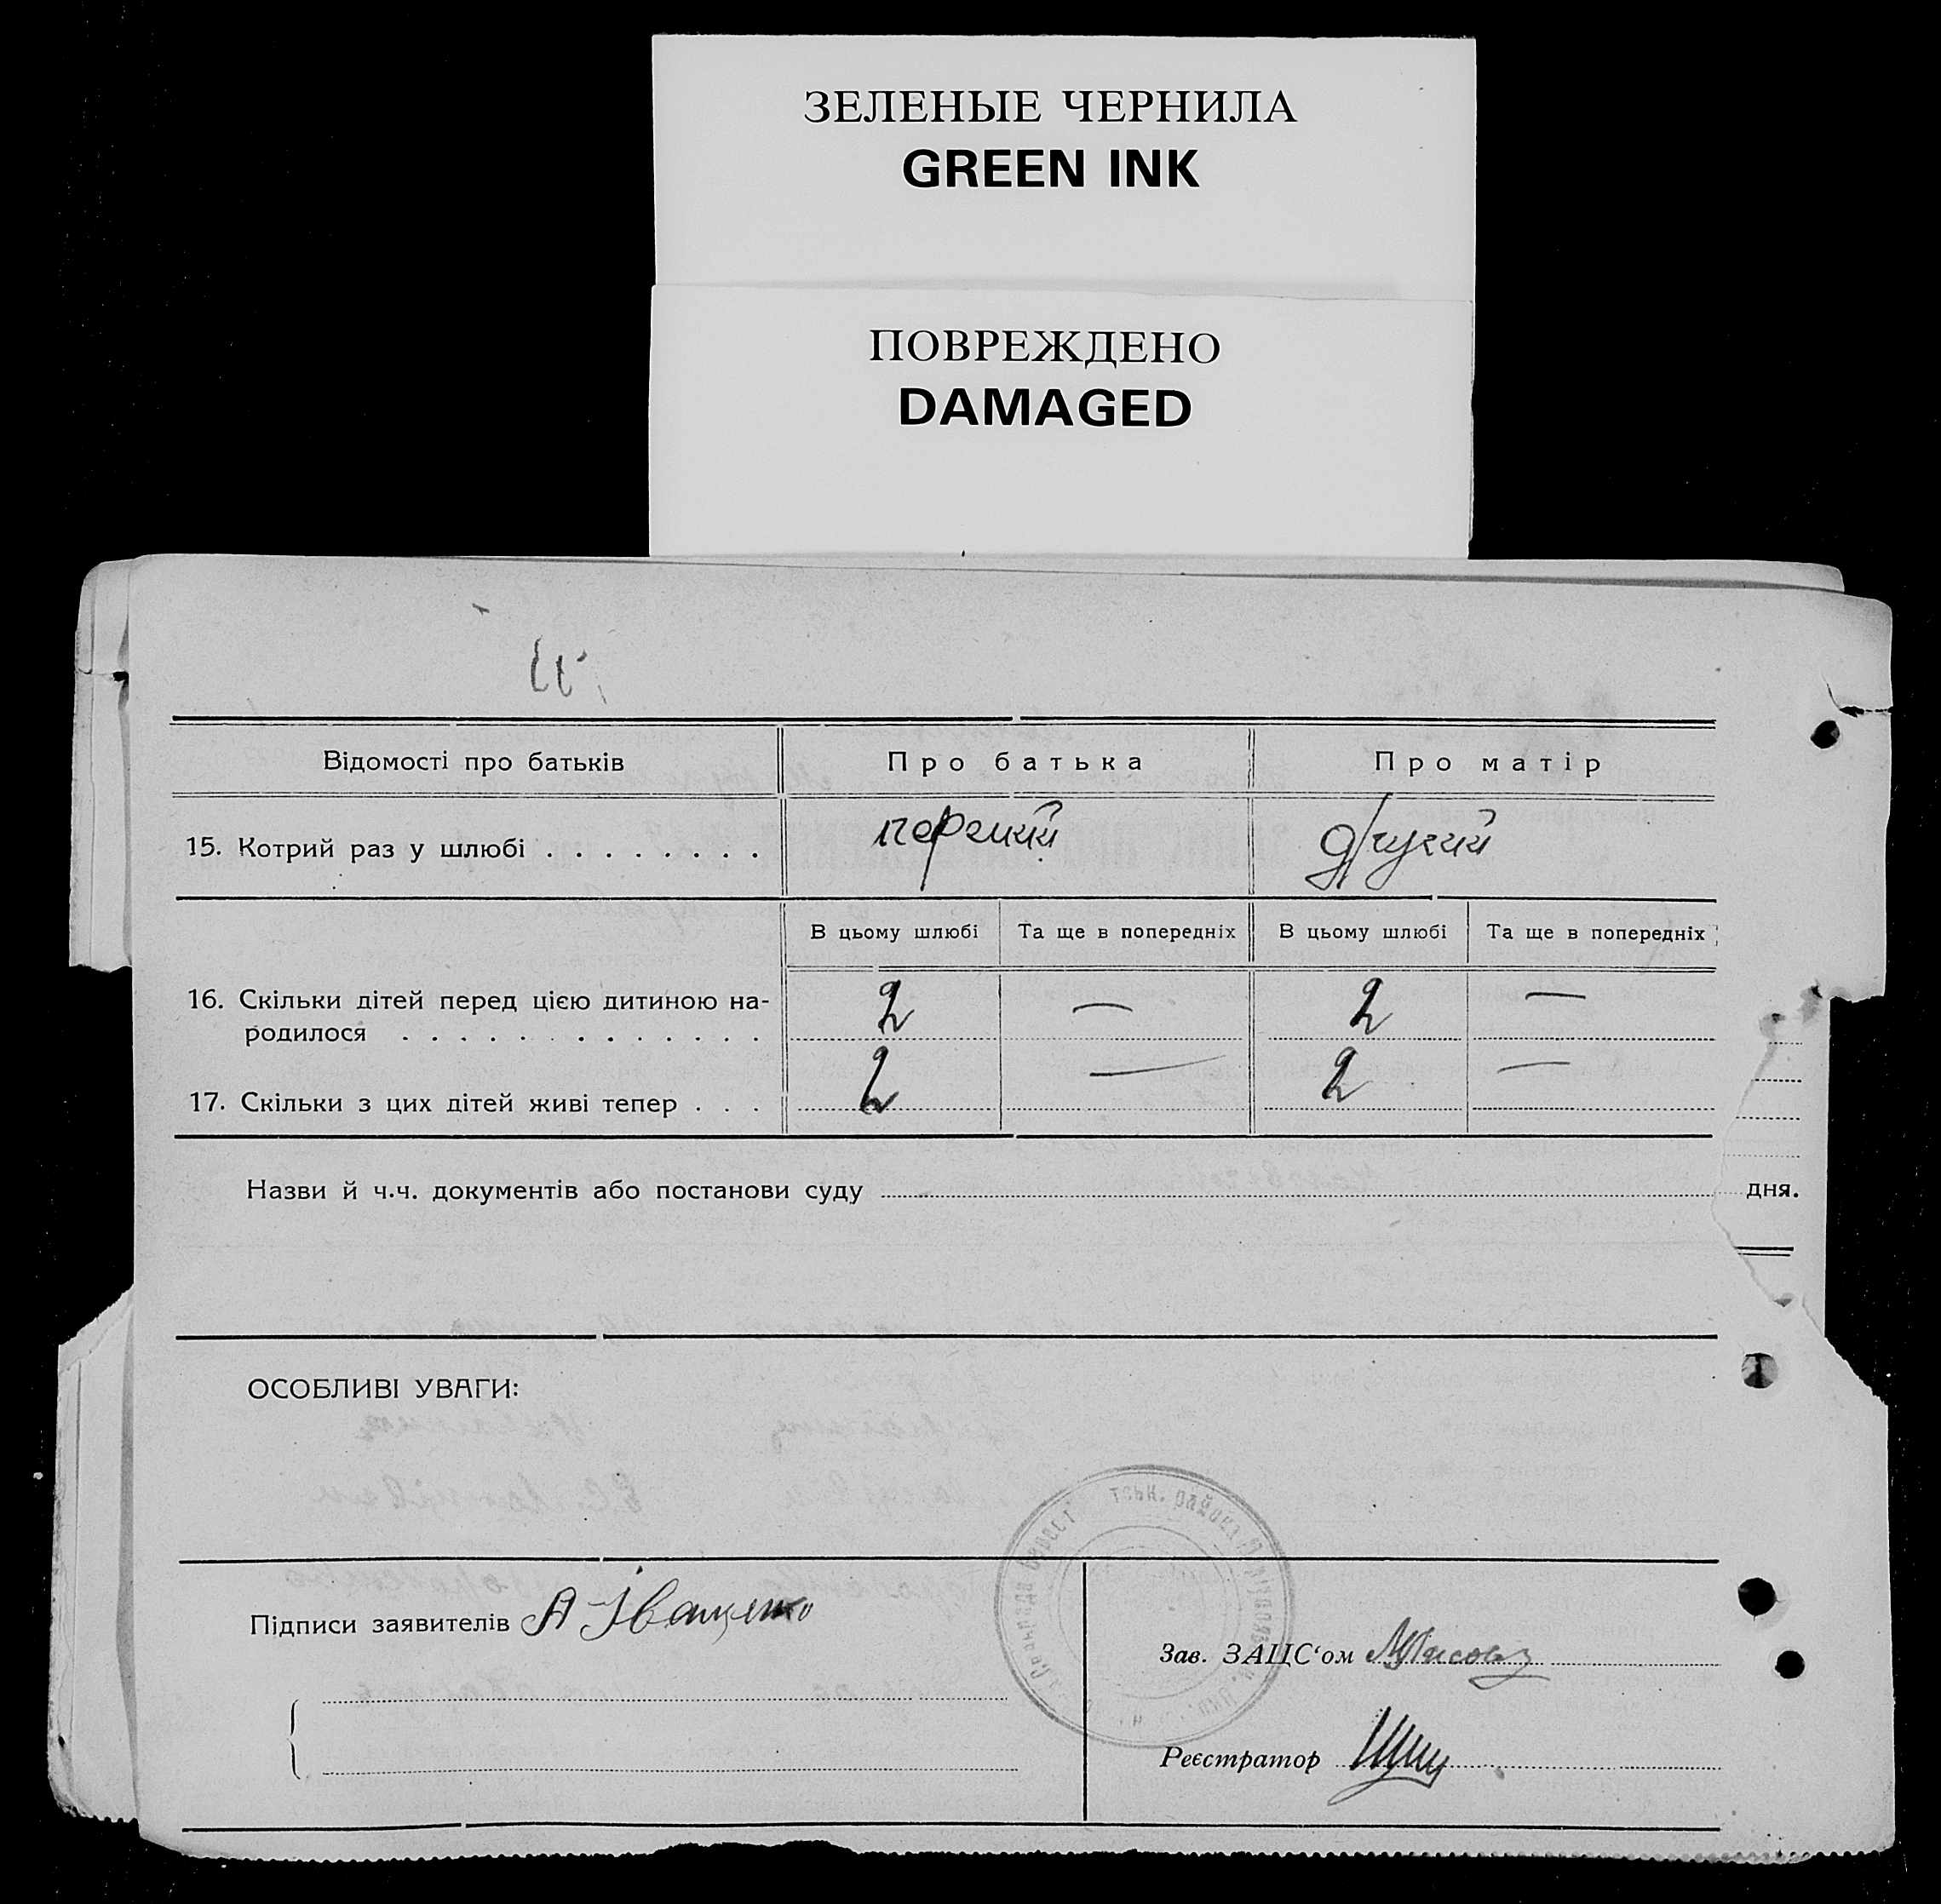 ЗЕЛЕНЫЕ ЧЕРНИЛА
GREEN INK
ПОВРЕЖДЕНО
DAMAGED
Відомості про батьків Про батька Про матір
15. Котрий раз у шлюбі . . . . . . . . перший другий
В цьому шлюбі Та ще в попередніх В цьому шлюбі Та ще в попередніх
16. Скільки дітей перед цією дитиною на-
родилося . . . . . . . . . . . . . 2 — 2 —
17. Скільки з цих дітей живі тепер . . . 2 — 2 —
Назви й ч.ч. документів або постанови суду дня.
ОСОБЛИВІ УВАГИ:
Підписи заявителів А Іващенко
Зав. ЗАЦС‘ом
Реєстратор